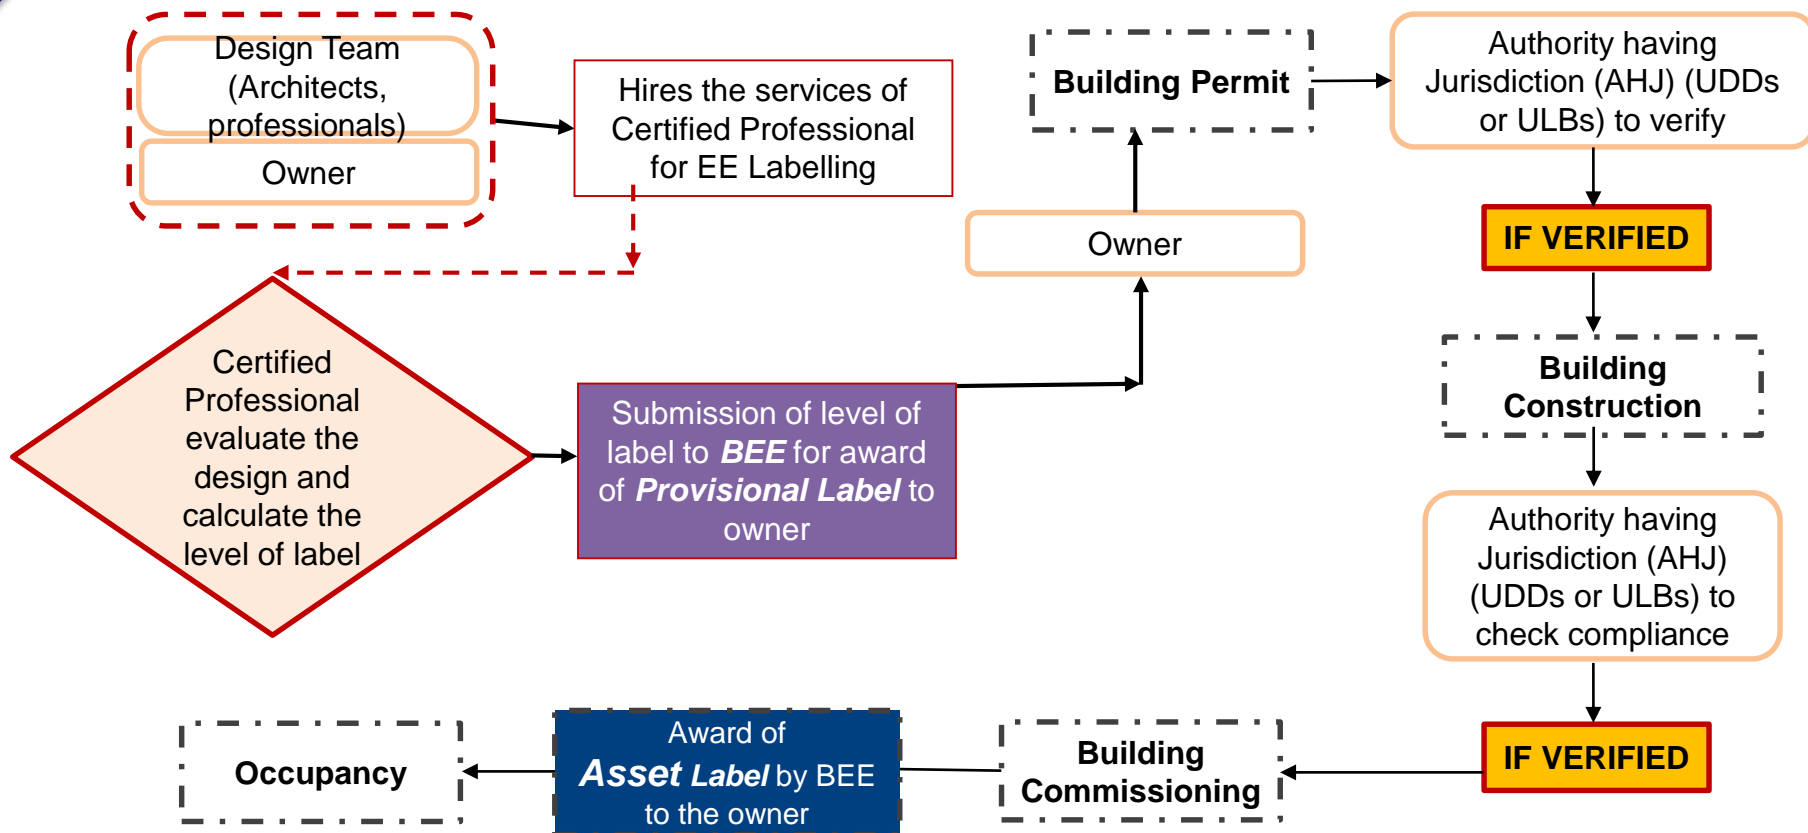 Design Team
(Architects,
professionals)
Owner
Hires the services of
Certified Professional
for EE Labelling
Certified
Professional
evaluate the
design and
calculate the
level of label
Submission of level of
label to BEE for award
of Provisional Label to
owner
Owner
Building Permit
Authority having
Jurisdiction (AHJ) (UDDs
or ULBs) to verify
IF VERIFIED
Building
Construction
Authority having
Jurisdiction (AHJ)
(UDDs or ULBs) to
check compliance
IF VERIFIED
Building
Commissioning
Award of
Asset Label by BEE
to the owner
Occupancy